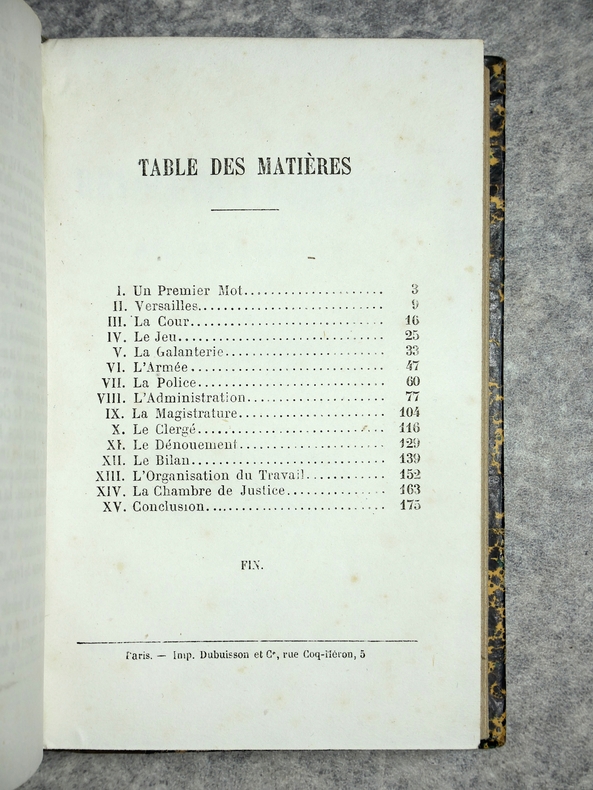 TABLE DES MATIÈRES
I. Un Premier Mot..................... 3
II. Versailles........................... 9
III. La Cour............................ 16
IV. Le Jeu.............................. 25
V. La Galanterie....................... 33
VI. L'Armée............................ 47
VII. La Police.......................... 60
VIII. L'Administration.................. 77
IX. La Magistrature.................... 104
X. Le Clergé........................... 116
XI. Le Dénouement.................... 129
XII. Le Bilan........................... 139
XIII. L'Organisation du Travail........... 152
XIV. La Chambre de Justice.............. 163
XV. Conclusion......................... 175
FIN.
Paris. — Imp. Dubuisson et Cᵉ, rue Coq-Héron, 5